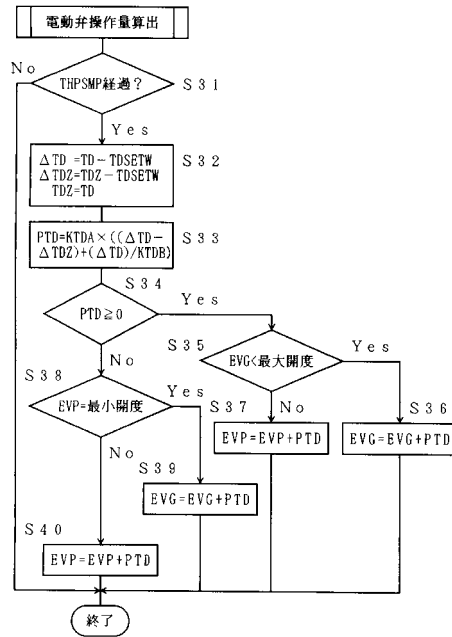 電動弁操作量算出
No
THPSMP経過?
S31
Yes
ΔTD =TD-TDSETW
ΔTDZ=TDZ-TDSETW
TDZ=TD
S32
PTD=KTDA×((ΔTD-
ΔTDZ)+(ΔTD)/KTDB)
S33
S34
PTD≧0
Yes
No
S35
EVG<最大開度
Yes
No
S38
EVP=最小開度
Yes
No
S37
EVP=EVP+PTD
S36
EVG=EVG+PTD
S39
EVG=EVG+PTD
S40
EVP=EVP+PTD
終了